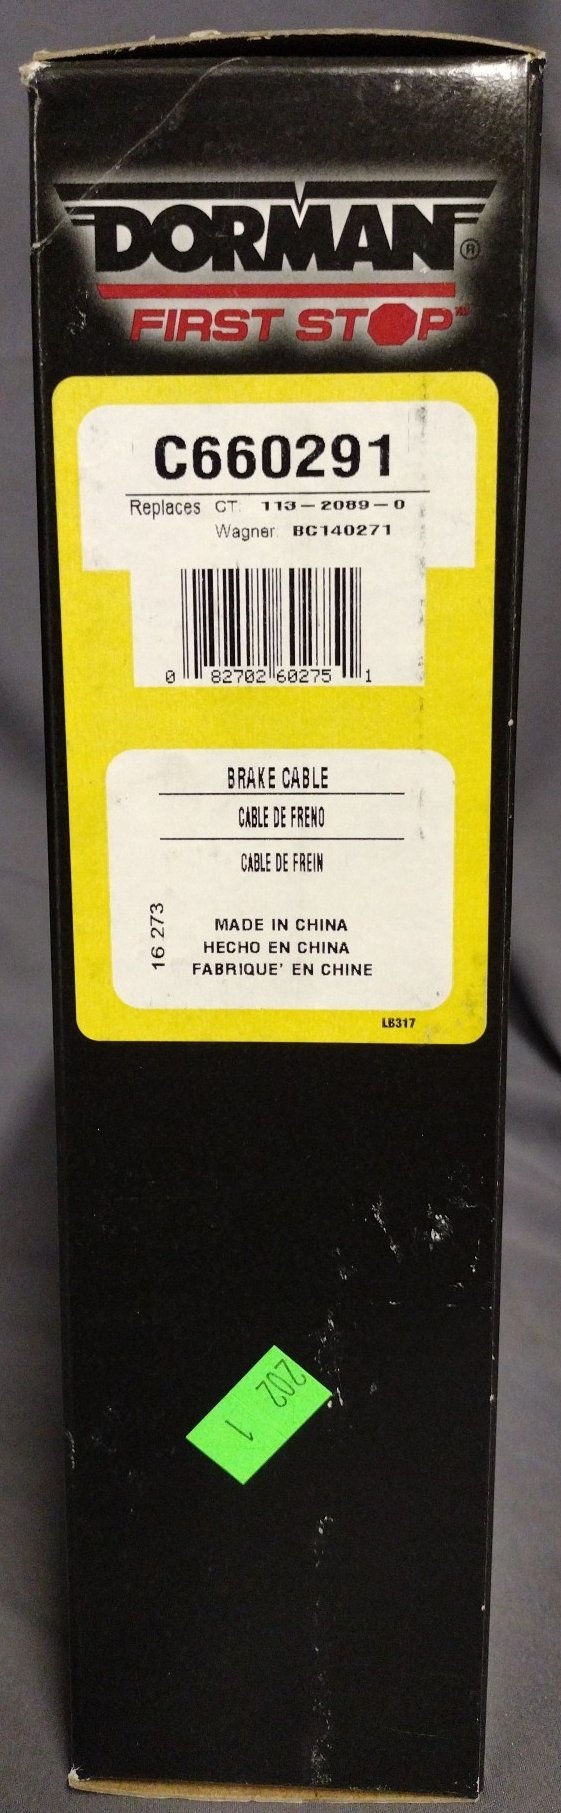 DORMAN®
FIRST STOP™
C660291
Replaces CT: 113-2089-0
Wagner: BC140271
0 82702 60275 1
BRAKE CABLE
CABLE DE FRENO
CABLE DE FREIN
16 273
MADE IN CHINA
HECHO EN CHINA
FABRIQUE' EN CHINE
LB317
202
1